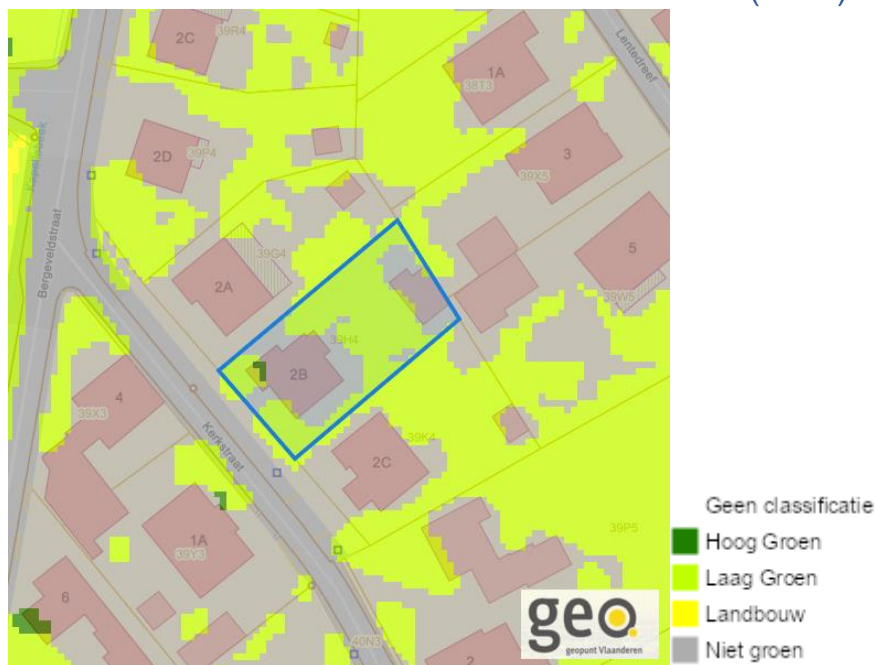 2C
39R4
Lentedreef
1A
38T3
Bergeveldstraat
2D
39P4
3
39X5
39G4
2A
5
39W5
39H4
2B
4
39X3
Kerkstraat
39K4
2C
1A
39Y3
39P5
6
40N3
2
geo
geopunt Vlaanderen
Geen classificatie
Hoog Groen
Laag Groen
Landbouw
Niet groen